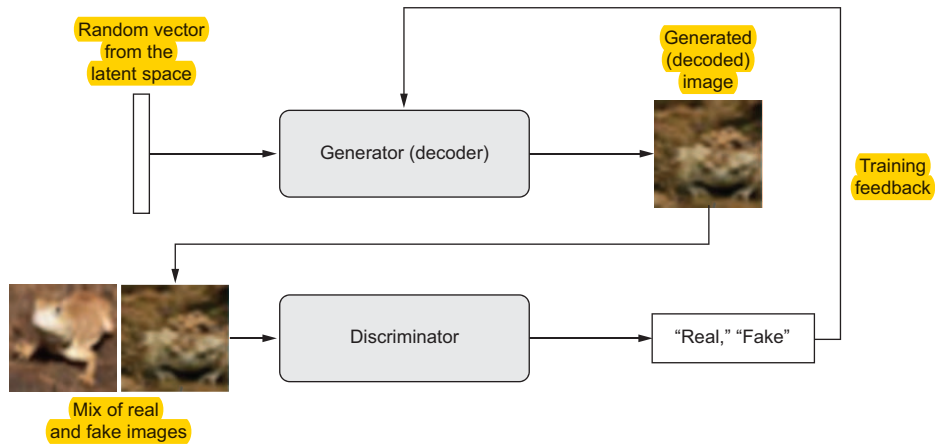 Random vector
from the
latent space
Generated
(decoded)
image
Generator (decoder)
Training
feedback
Discriminator
“Real,” “Fake”
Mix of real
and fake images